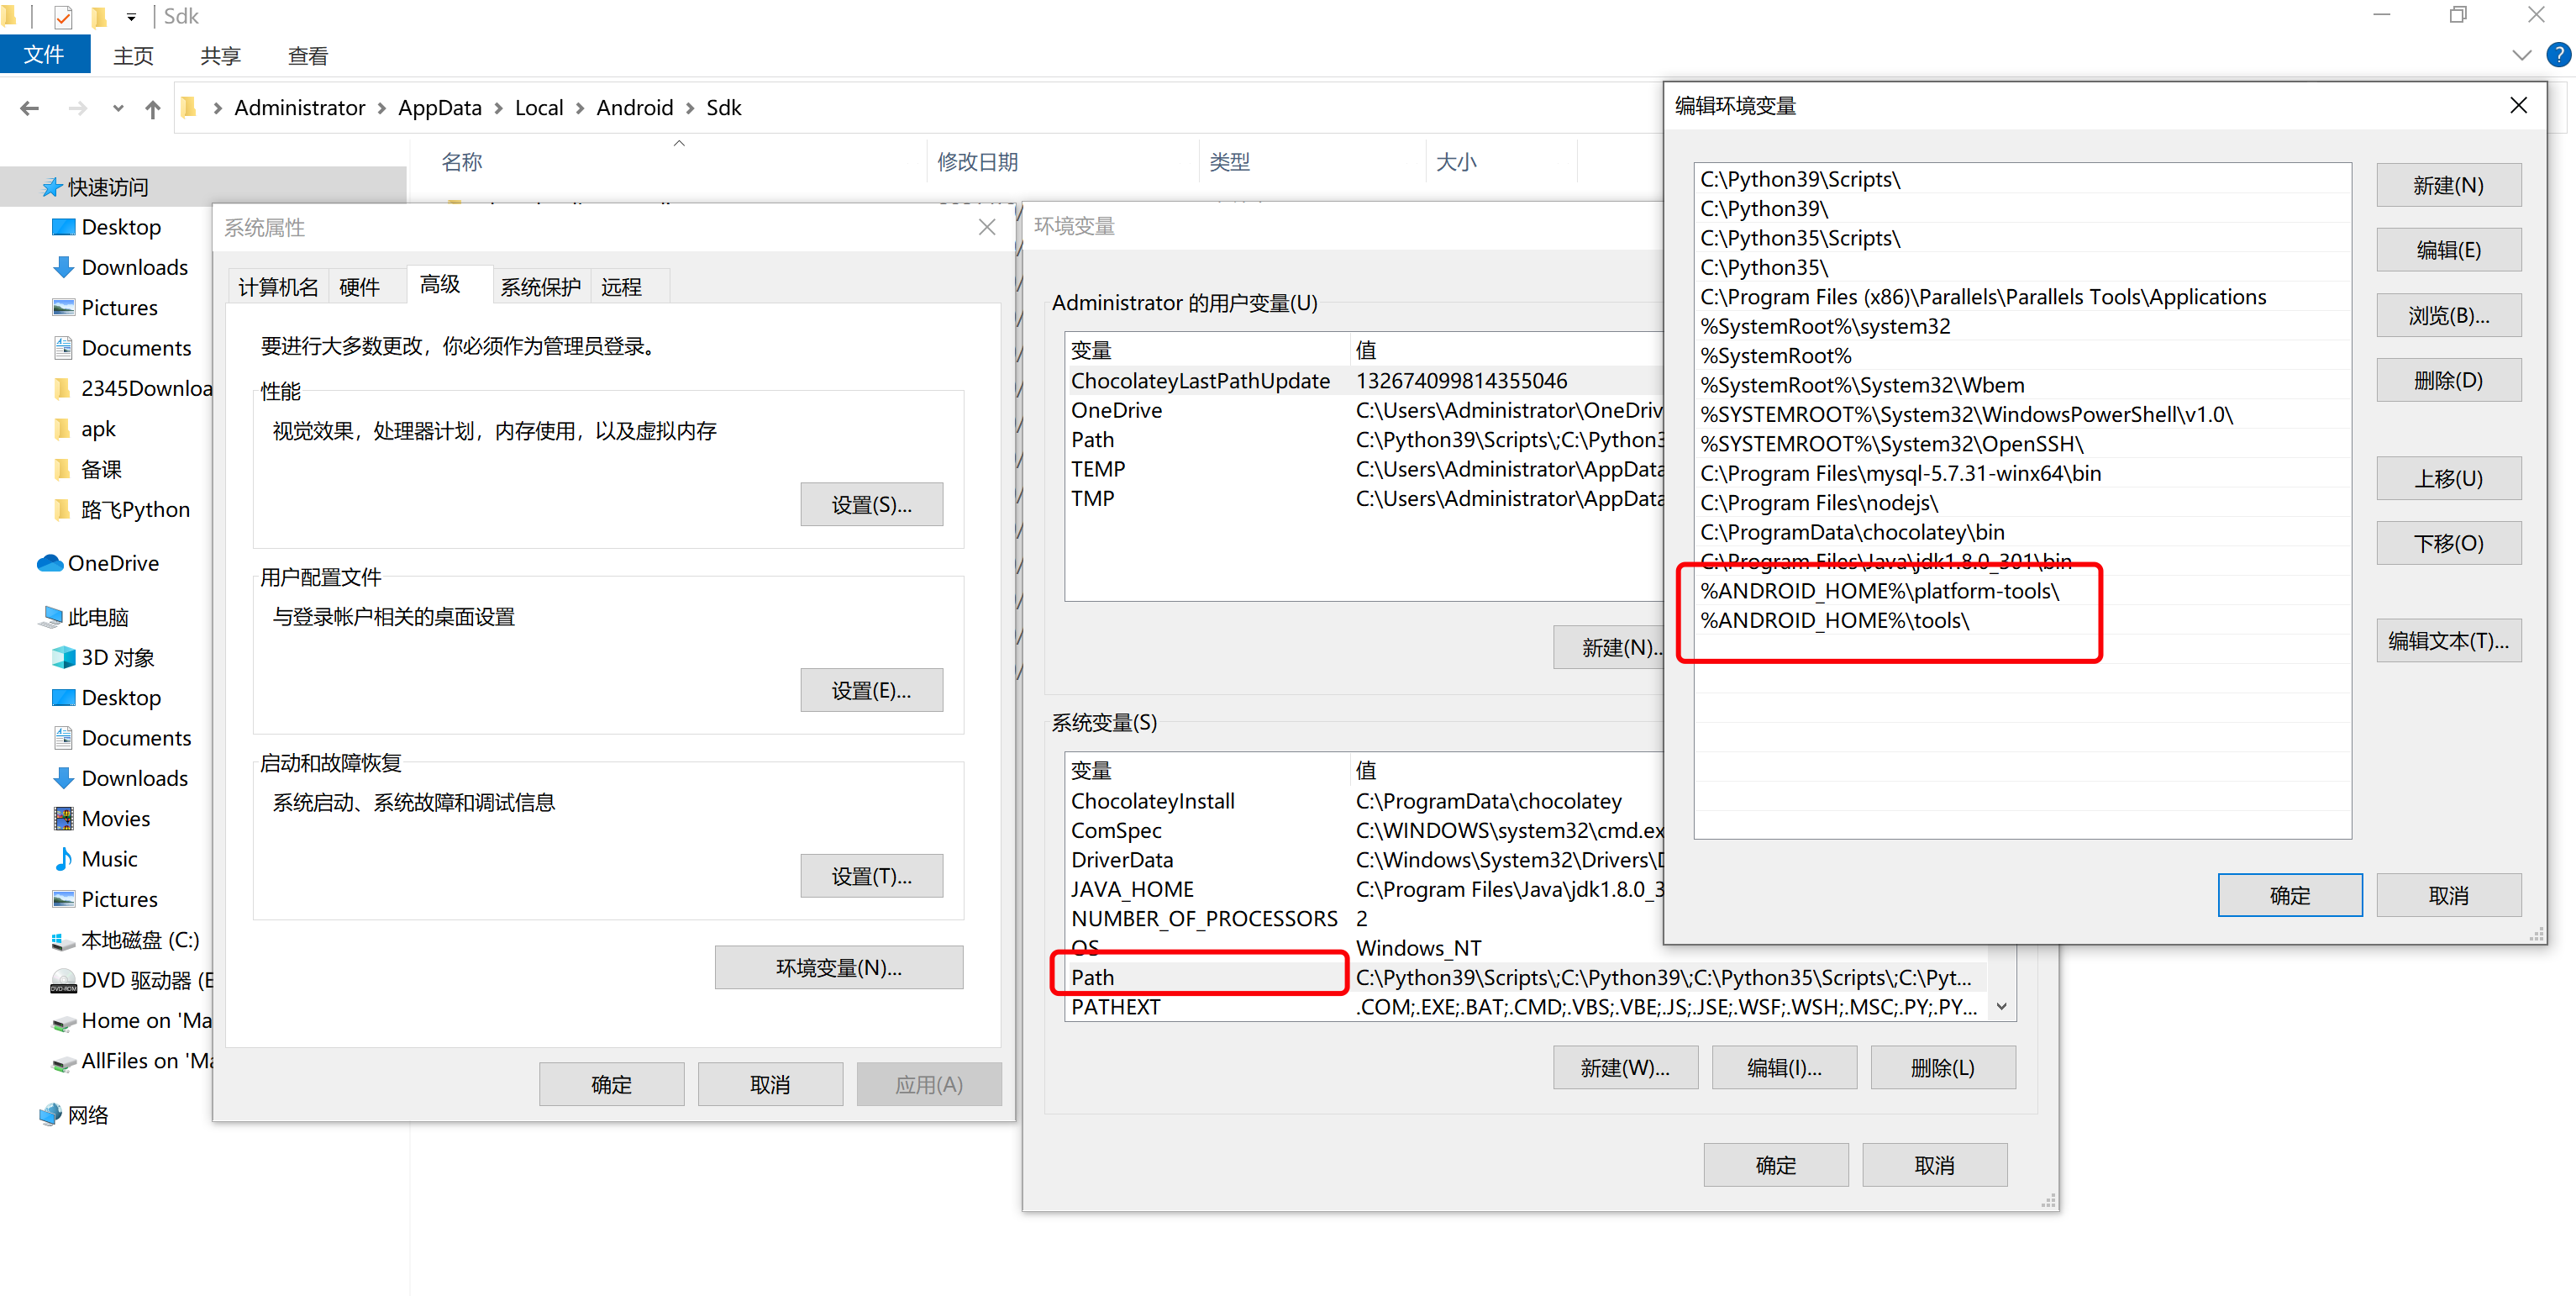 Sdk
文件
主页
共享
查看
Administrator
AppData
Local
Android
Sdk
名称
修改日期
类型
大小
快速访问
Desktop
Downloads
Pictures
Documents
2345Downloa
apk
备课
路飞Python
OneDrive
此电脑
3D 对象
Desktop
Documents
Downloads
Movies
Music
Pictures
本地磁盘 (C:)
DVD 驱动器 (E
Home on 'Ma
AllFiles on 'Ma
网络
系统属性
计算机名
硬件
高级
系统保护
远程
要进行大多数更改，你必须作为管理员登录。
性能
视觉效果，处理器计划，内存使用，以及虚拟内存
设置(S)...
用户配置文件
与登录帐户相关的桌面设置
设置(E)...
启动和故障恢复
系统启动、系统故障和调试信息
设置(T)...
环境变量(N)...
确定
取消
应用(A)
环境变量
Administrator 的用户变量(U)
变量 值
ChocolateyLastPathUpdate 132674099814355046
OneDrive C:\Users\Administrator\OneDriv
Path C:\Python39\Scripts\;C:\Python3
TEMP C:\Users\Administrator\AppData
TMP C:\Users\Administrator\AppData
新建(N)..
系统变量(S)
变量 值
ChocolateyInstall C:\ProgramData\chocolatey
ComSpec C:\WINDOWS\system32\cmd.ex
DriverData C:\Windows\System32\Drivers\D
JAVA_HOME C:\Program Files\Java\jdk1.8.0_3
NUMBER_OF_PROCESSORS 2
OS Windows_NT
Path C:\Python39\Scripts\;C:\Python39\;C:\Python35\Scripts\;C:\Pyt...
PATHEXT .COM;.EXE;.BAT;.CMD;.VBS;.VBE;.JS;.JSE;.WSF;.WSH;.MSC;.PY;.PY...
新建(W)...
编辑(I)...
删除(L)
确定
取消
编辑环境变量
C:\Python39\Scripts\
C:\Python39\
C:\Python35\Scripts\
C:\Python35\
C:\Program Files (x86)\Parallels\Parallels Tools\Applications
%SystemRoot%\system32
%SystemRoot%
%SystemRoot%\System32\Wbem
%SYSTEMROOT%\System32\WindowsPowerShell\v1.0\
%SYSTEMROOT%\System32\OpenSSH\
C:\Program Files\mysql-5.7.31-winx64\bin
C:\Program Files\nodejs\
C:\ProgramData\chocolatey\bin
C:\Program Files\Java\jdk1.8.0_301\bin
%ANDROID_HOME%\platform-tools\
%ANDROID_HOME%\tools\
新建(N)
编辑(E)
浏览(B)...
删除(D)
上移(U)
下移(O)
编辑文本(T)...
确定
取消